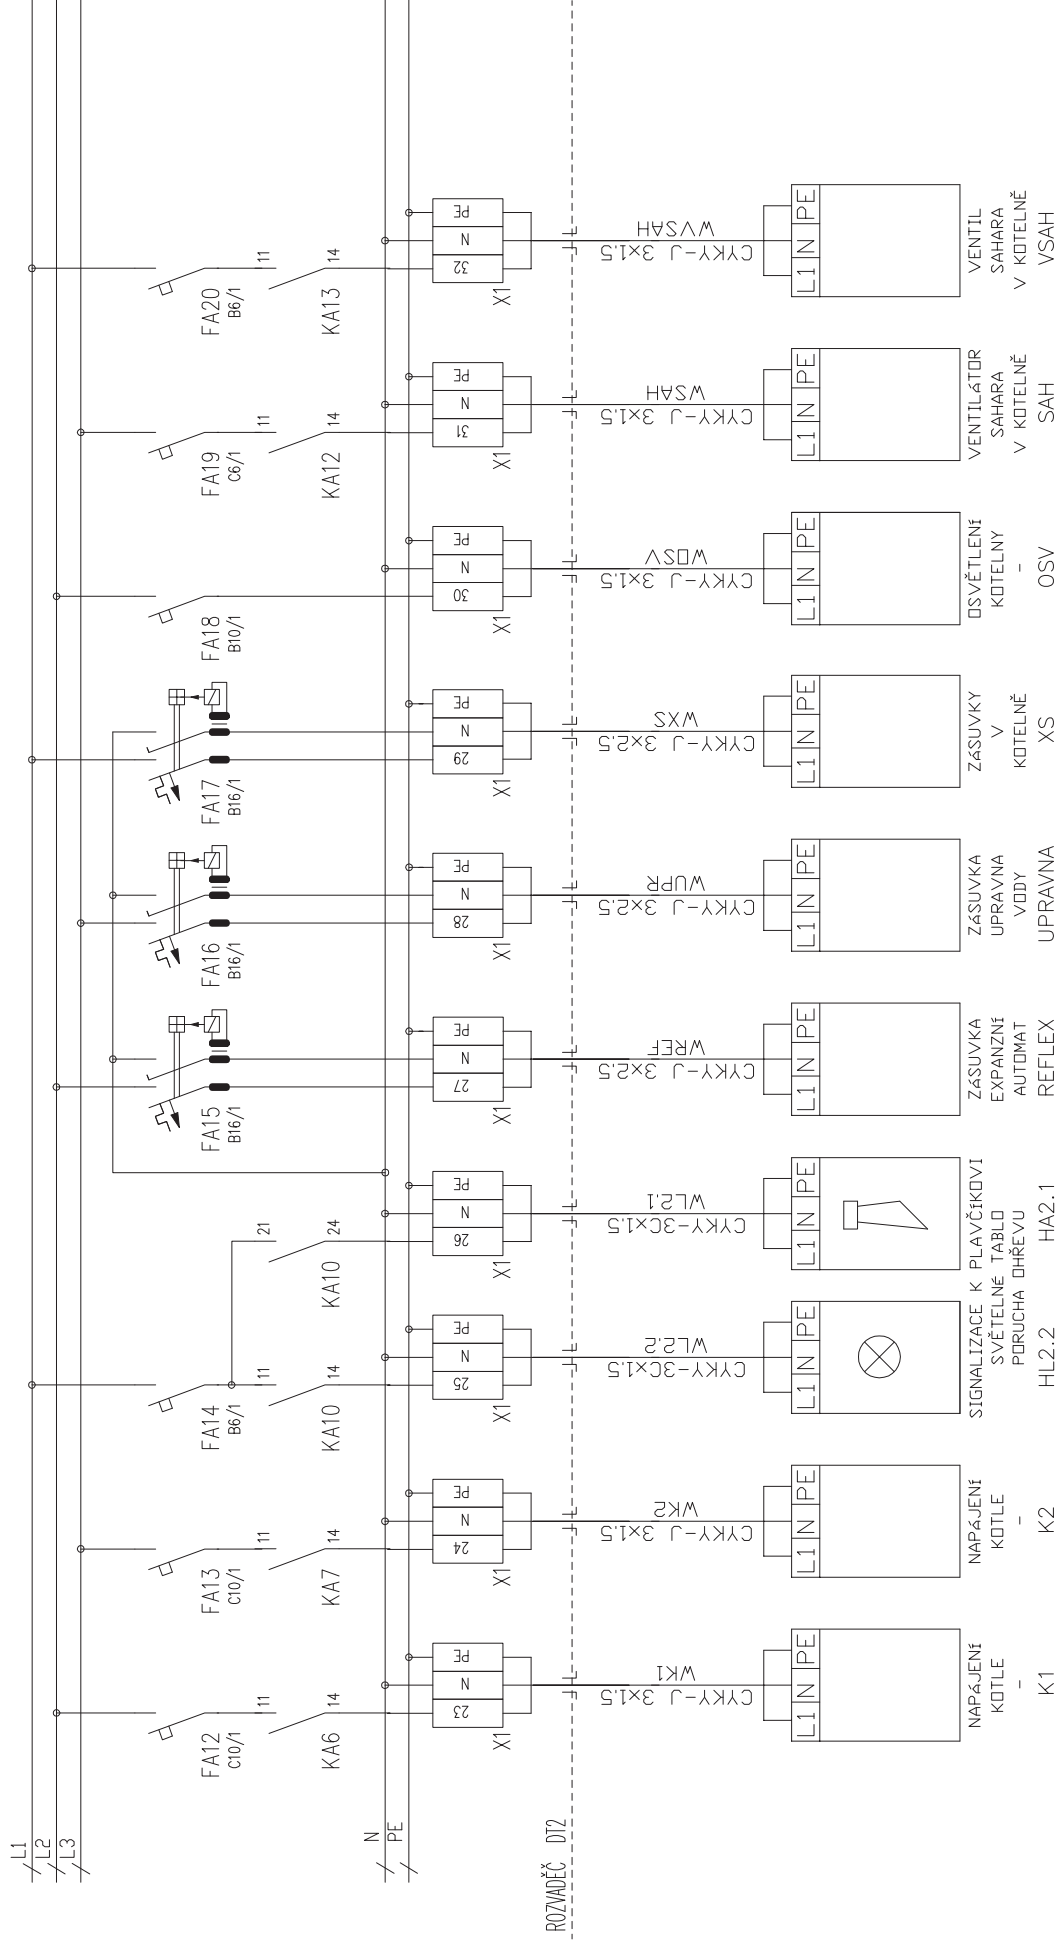 L1
L2
L3
N
PE
ROZVADĚČ DT2
FA12
C10/1
11
14
KA6
23 N PE
X1
WK1
CYKY-J 3x1.5
L1 N PE
NAPÁJENÍ
KOTLE
-
K1
FA13
C10/1
11
14
KA7
24 N PE
X1
WK2
CYKY-J 3x1.5
L1 N PE
NAPÁJENÍ
KOTLE
-
K2
FA14
B6/1
11
14
KA10
25 N PE
X1
WL2.2
CYKY-3Cx1.5
L1 N PE
21
24
KA10
26 N PE
X1
WL2.1
CYKY-3Cx1.5
L1 N PE
SIGNALIZACE K PLAVČÍKOVI
SVĚTELNÉ TABLO
PORUCHA OHŘEVU
HL2.2
HA2.1
FA15
B16/1
27 N PE
X1
WREF
CYKY-J 3x2.5
L1 N PE
ZÁSUVKA
EXPANZNÍ
AUTOMAT
REFLEX
FA16
B16/1
28 N PE
X1
WUPR
CYKY-J 3x2.5
L1 N PE
ZÁSUVKA
UPRAVNA
VODY
UPRAVNA
FA17
B16/1
29 N PE
X1
WXS
CYKY-J 3x2.5
L1 N PE
ZÁSUVKY
V
KOTELNĚ
XS
FA18
B10/1
30 N PE
X1
WOSV
CYKY-J 3x1.5
L1 N PE
OSVĚTLENÍ
KOTELNY
-
OSV
FA19
C6/1
11
14
KA12
31 N PE
X1
WSAH
CYKY-J 3x1.5
L1 N PE
VENTILÁTOR
SAHARA
V KOTELNĚ
SAH
FA20
B6/1
11
14
KA13
32 N PE
X1
WVSAH
CYKY-J 3x1.5
L1 N PE
VENTIL
SAHARA
V KOTELNĚ
VSAH